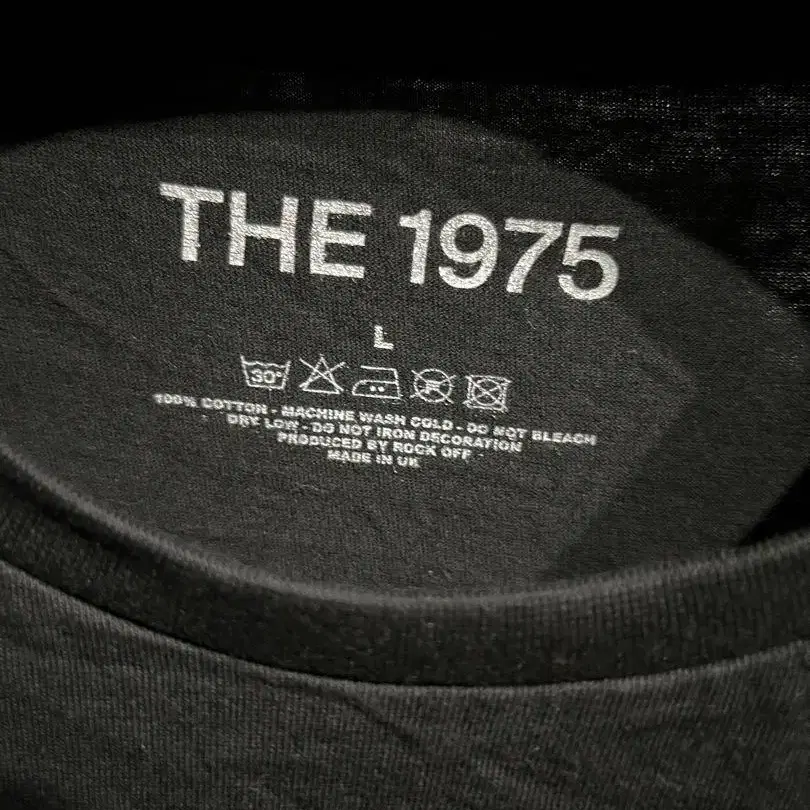 THE 1975
L
30°
100% COTTON - MACHINE WASH COLD - DO NOT BLEACH
DRY LOW - DO NOT IRON DECORATION
PRODUCED BY ROCK OFF
MADE IN UK